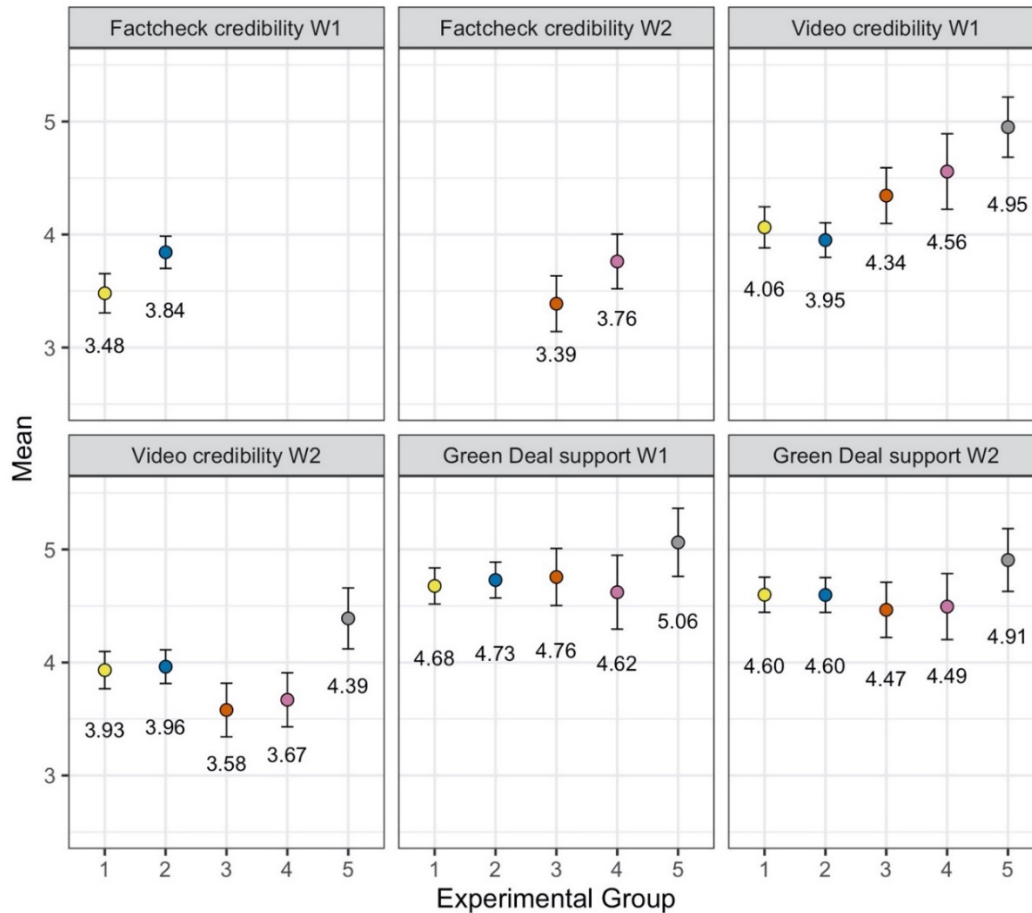 Factcheck credibility W1
Factcheck credibility W2
Video credibility W1
5
4
3
3.48
3.84
3.39
3.76
4.06
3.95
4.34
4.56
4.95
Mean
Video credibility W2
Green Deal support W1
Green Deal support W2
5
4
3
3.93
3.96
3.58
3.67
4.39
4.68
4.73
4.76
4.62
5.06
4.60
4.60
4.47
4.49
4.91
1 2 3 4 5
1 2 3 4 5
1 2 3 4 5
Experimental Group